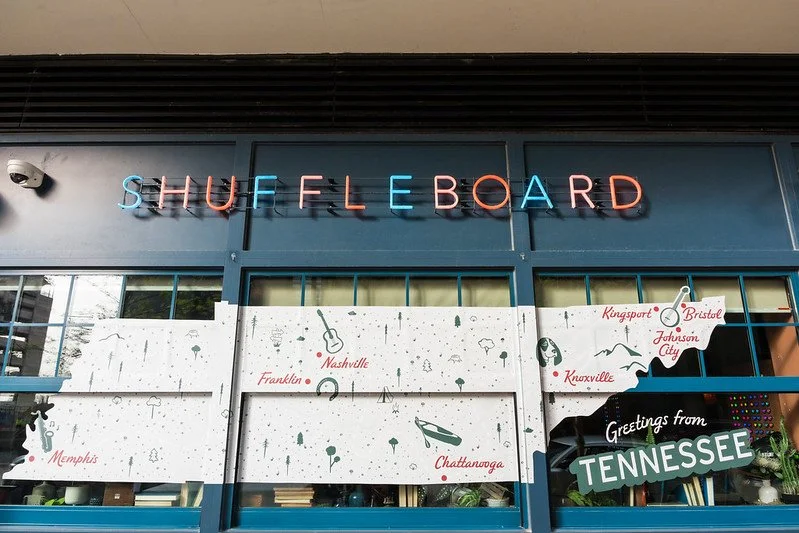 SHUFFLEBOARD
Kingsport
Bristol
Johnson
City
Nashville
Franklin
Knoxville
Memphis
Chattanooga
Greetings from
TENNESSEE